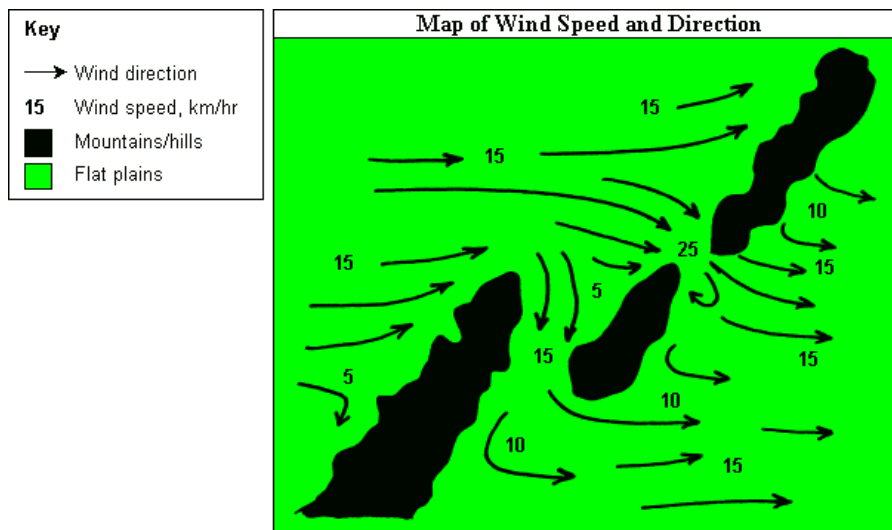 Key
Wind direction
15 Wind speed, km/hr
Mountains/hills
Flat plains
Map of Wind Speed and Direction
15
15
10
25
15
15
5
15
15
5
10
10
15